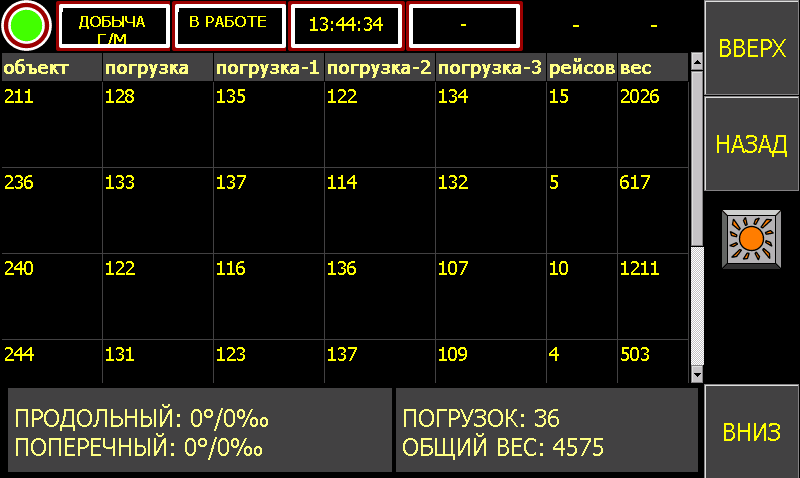 ДОБЫЧА
Г/М
В РАБОТЕ
13:44:34
-
-
-
ВВЕРХ
объект погрузка погрузка-1 погрузка-2 погрузка-3 рейсов вес
211 128 135 122 134 15 2026
НАЗАД
236 133 137 114 132 5 617
240 122 116 136 107 10 1211
244 131 123 137 109 4 503
ПРОДОЛЬНЫЙ: 0°/0‰
ПОПЕРЕЧНЫЙ: 0°/0‰
ПОГРУЗОК: 36
ОБЩИЙ ВЕС: 4575
ВНИЗ